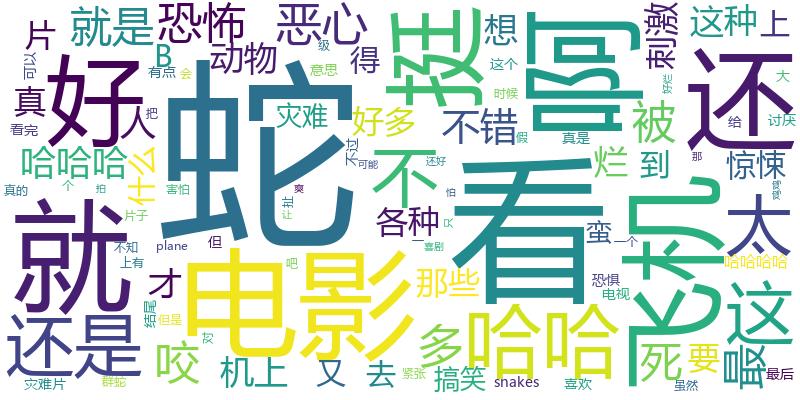 片
就是
恐怖
恶心
挺
想
啊
刺激
这种
上
可以
B
动物
得
级
这个
还
真
好
有点
会
意思
时候
好烂
大
看完
人
把
蛇
灾难
好多
不错
被
真是
假
给
讨厌
哈哈哈
什么
不过
可能
不
还好
烂
到
惊悚
那
鸡鸡
真的
个
拍
害怕
爽
怕
看
就
片子
让
扯
各种
只
蛮
一个
太
飞机
不知
plane
但
一
喜剧
上有
才
电影
吧
那些
恐惧
哈哈哈哈
结尾
但是
对
电视
这
还是
咬
多
哈哈
死
要
最
灾难片
群蛇
机上
又
去
紧张
搞笑
snakes
喜欢
虽然
最后